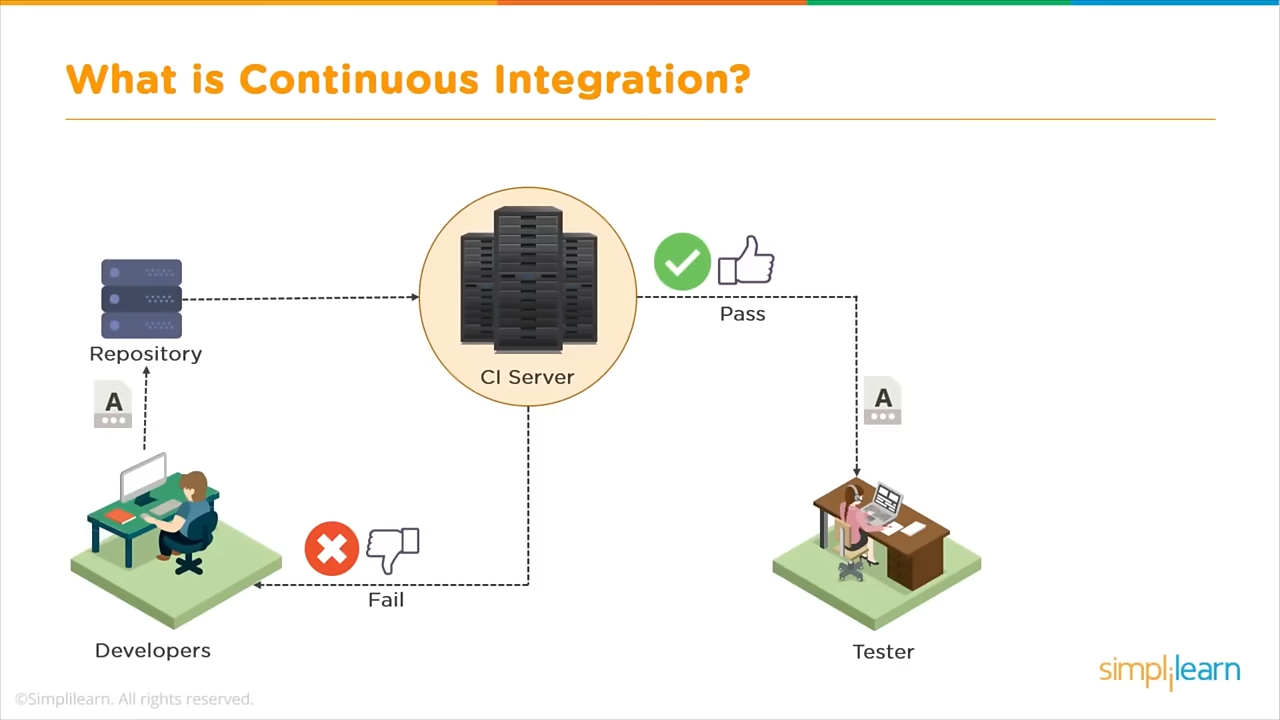 What is Continuous Integration?
Pass
Repository
CI Server
A
A
Fail
Developers
Tester
simplilearn
©Simplilearn. All rights reserved.